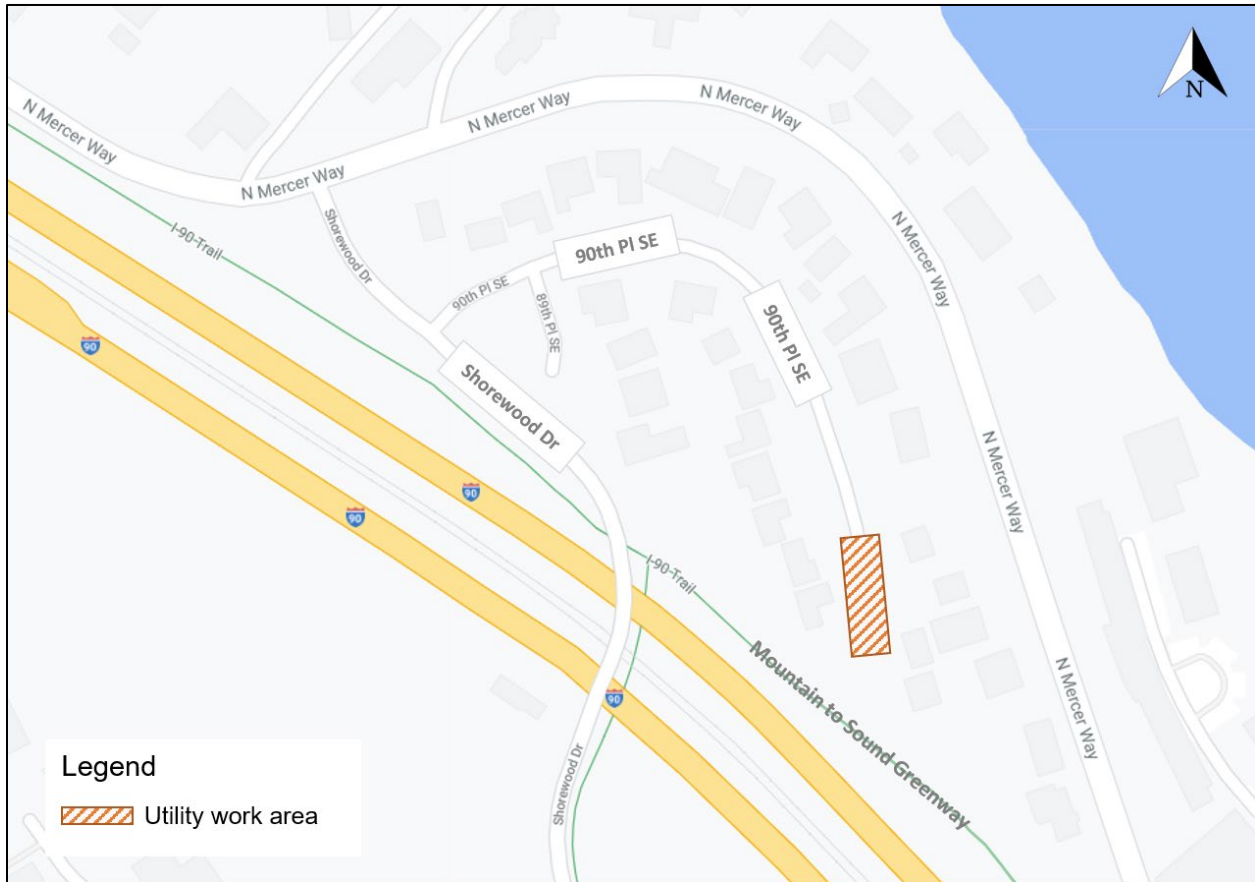 N Mercer Way
N Mercer Way
N Mercer Way
N Mercer Way
N
I-90-Trail
Shorewood Dr
90th Pl SE
90th Pl SE
89th Pl SE
90th Pl SE
N Mercer Way
90
Shorewood Dr
90
90
N Mercer Way
I-90-Trail
90
Mountain to Sound Greenway
N Mercer Way
Shorewood Dr
Legend
Utility work area